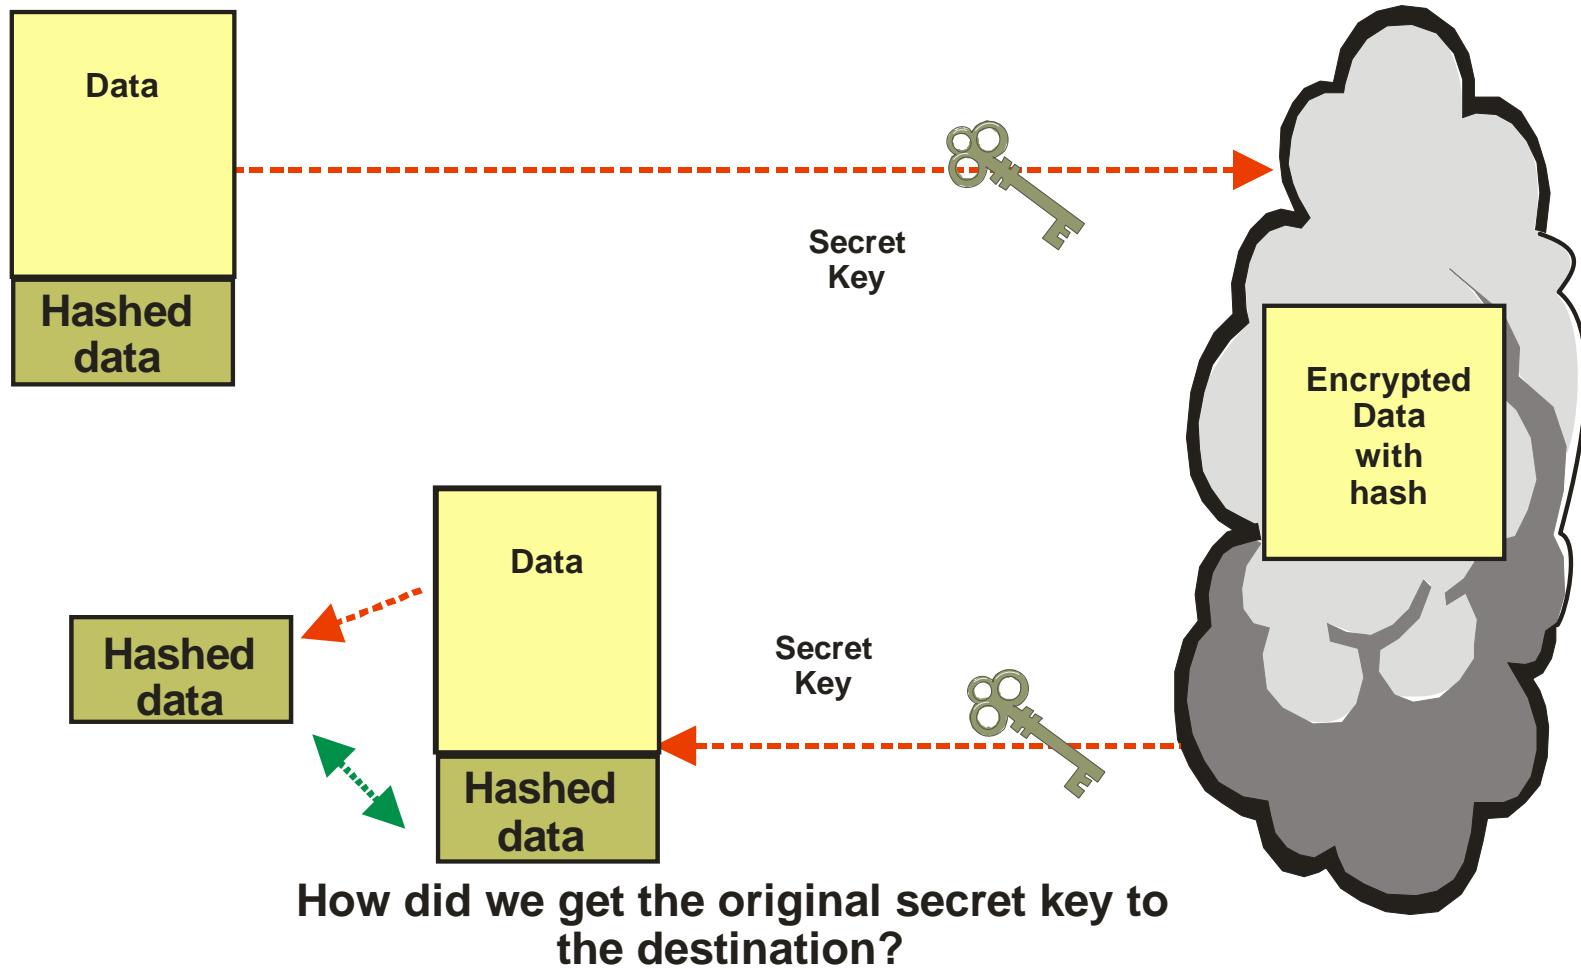 Data
Hashed
data
Secret
Key
Encrypted
Data
with
hash
Data
Hashed
data
Secret
Key
Hashed
data
How did we get the original secret key to
the destination?